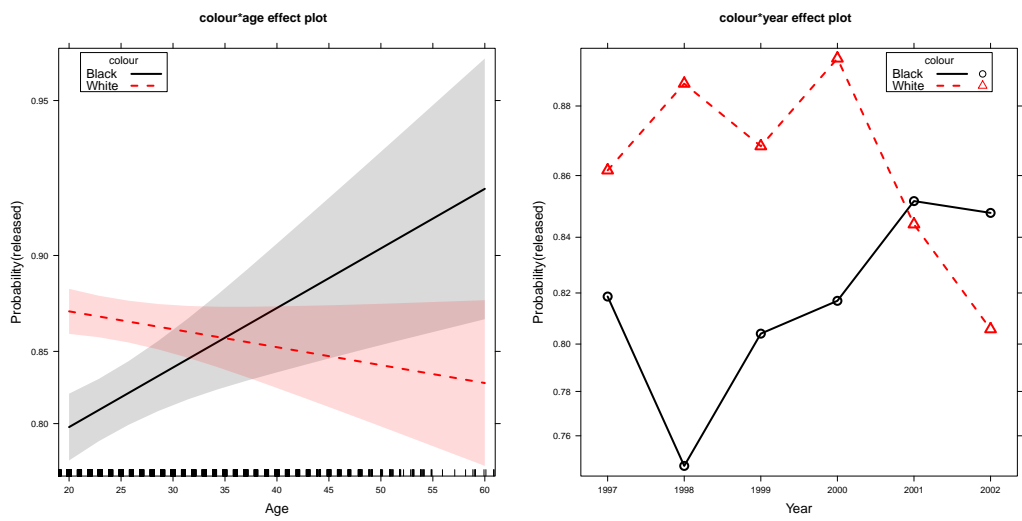 colour*age effect plot
colour
Black
White
Probability(released)
0.95
0.90
0.85
0.80
20 25 30 35 40 45 50 55 60
Age
colour*year effect plot
colour
Black
White
Probability(released)
0.88
0.86
0.84
0.82
0.80
0.78
0.76
1997 1998 1999 2000 2001 2002
Year